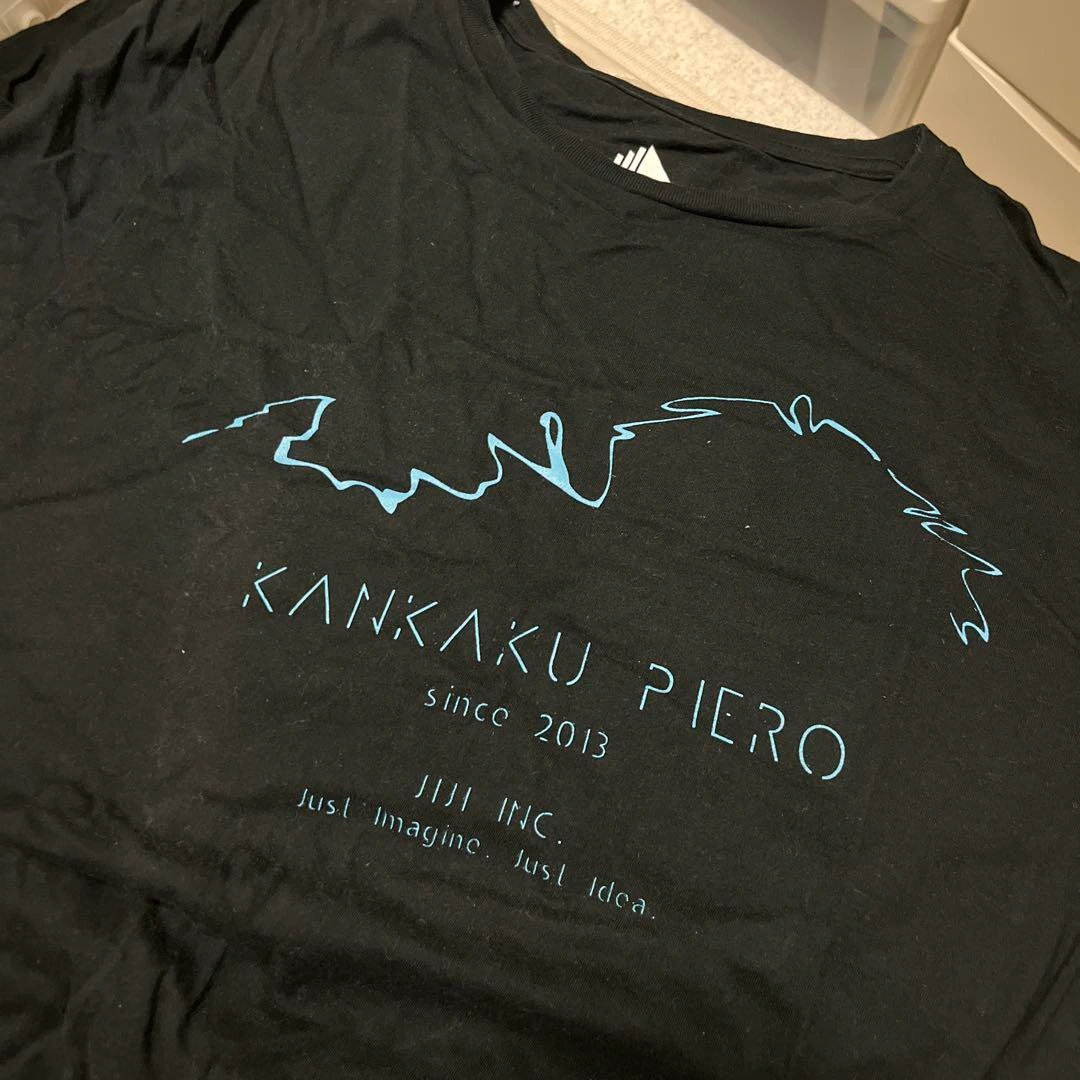 KANKAKU PIERO
since 2013
JIJI INC.
Just Imagine. Just Idea.